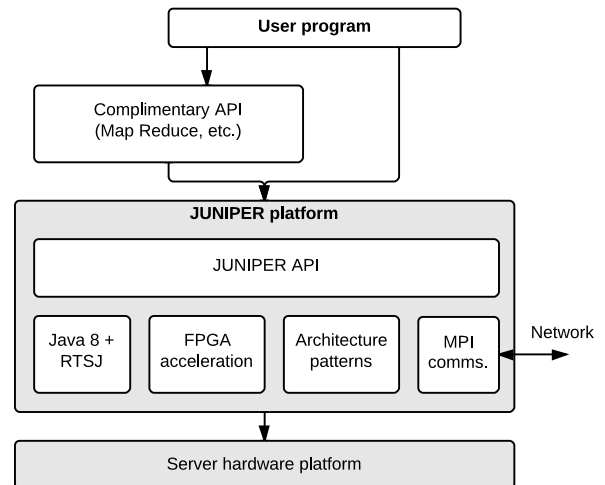 User program
Complimentary API
(Map Reduce, etc.)
JUNIPER platform
JUNIPER API
Java 8 +
RTSJ
FPGA
acceleration
Architecture
patterns
MPI
comms.
Network
Server hardware platform